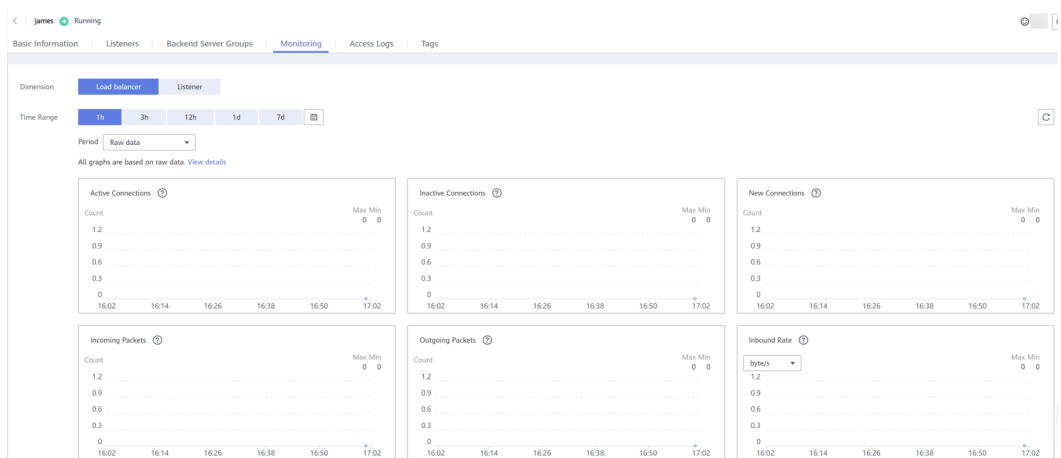 james Running
Basic Information Listeners Backend Server Groups Monitoring Access Logs Tags
Dimension Load balancer Listener
Time Range 1h 3h 12h 1d 7d
Period Raw data
All graphs are based on raw data. View details
Active Connections ?
Count Max Min
0 0
1.2
0.9
0.6
0.3
0
16:02 16:14 16:26 16:38 16:50 17:02
Inactive Connections ?
Count Max Min
0 0
1.2
0.9
0.6
0.3
0
16:02 16:14 16:26 16:38 16:50 17:02
New Connections ?
Count Max Min
0 0
1.2
0.9
0.6
0.3
0
16:02 16:14 16:26 16:38 16:50 17:02
Incoming Packets ?
Count Max Min
0 0
1.2
0.9
0.6
0.3
0
16:02 16:14 16:26 16:38 16:50 17:02
Outgoing Packets ?
Count Max Min
0 0
1.2
0.9
0.6
0.3
0
16:02 16:14 16:26 16:38 16:50 17:02
Inbound Rate ?
byte/s Max Min
0 0
1.2
0.9
0.6
0.3
0
16:02 16:14 16:26 16:38 16:50 17:02